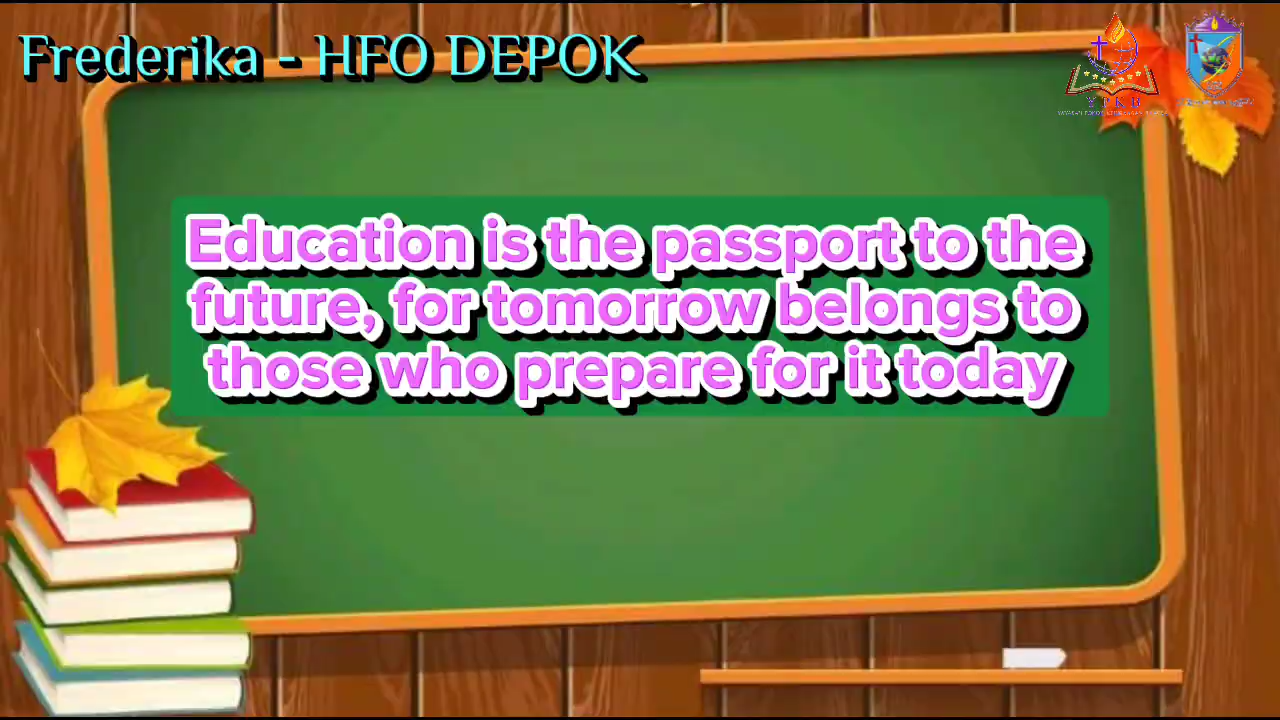 Frederika - HFO DEPOK
Y P K D
Education is the passport to the
future, for tomorrow belongs to
those who prepare for it today